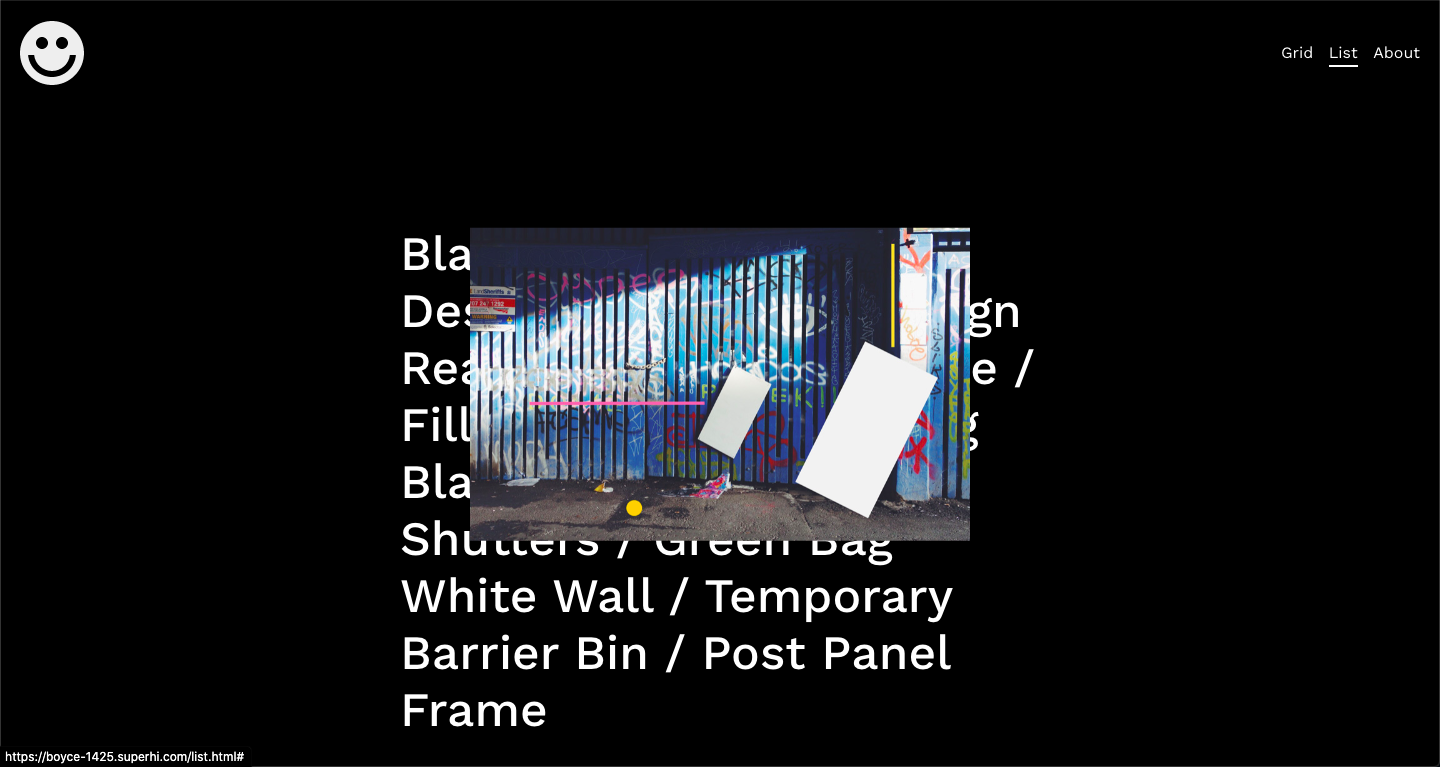 Grid List About
Bla
Des gn
Rea e /
Fill g
Bla
Shutters / Green Bag
White Wall / Temporary
Barrier Bin / Post Panel
Frame
https://boyce-1425.superhi.com/list.html#